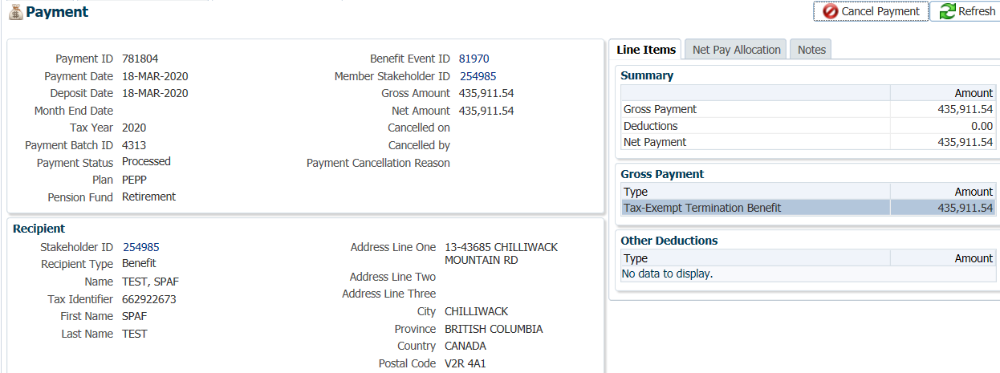 Payment
Cancel Payment
Refresh
Payment ID 781804
Payment Date 18-MAR-2020
Deposit Date 18-MAR-2020
Month End Date
Tax Year 2020
Payment Batch ID 4313
Payment Status Processed
Plan PEPP
Pension Fund Retirement
Benefit Event ID 81970
Member Stakeholder ID 254985
Gross Amount 435,911.54
Net Amount 435,911.54
Cancelled on
Cancelled by
Payment Cancellation Reason
Recipient
Stakeholder ID 254985
Recipient Type Benefit
Name TEST, SPAF
Tax Identifier 662922673
First Name SPAF
Last Name TEST
Address Line One 13-43685 CHILLIWACK
MOUNTAIN RD
Address Line Two
Address Line Three
City CHILLIWACK
Province BRITISH COLUMBIA
Country CANADA
Postal Code V2R 4A1
Line Items Net Pay Allocation Notes
Summary
Amount
Gross Payment 435,911.54
Deductions 0.00
Net Payment 435,911.54
Gross Payment
Type Amount
Tax-Exempt Termination Benefit 435,911.54
Other Deductions
Type Amount
No data to display.